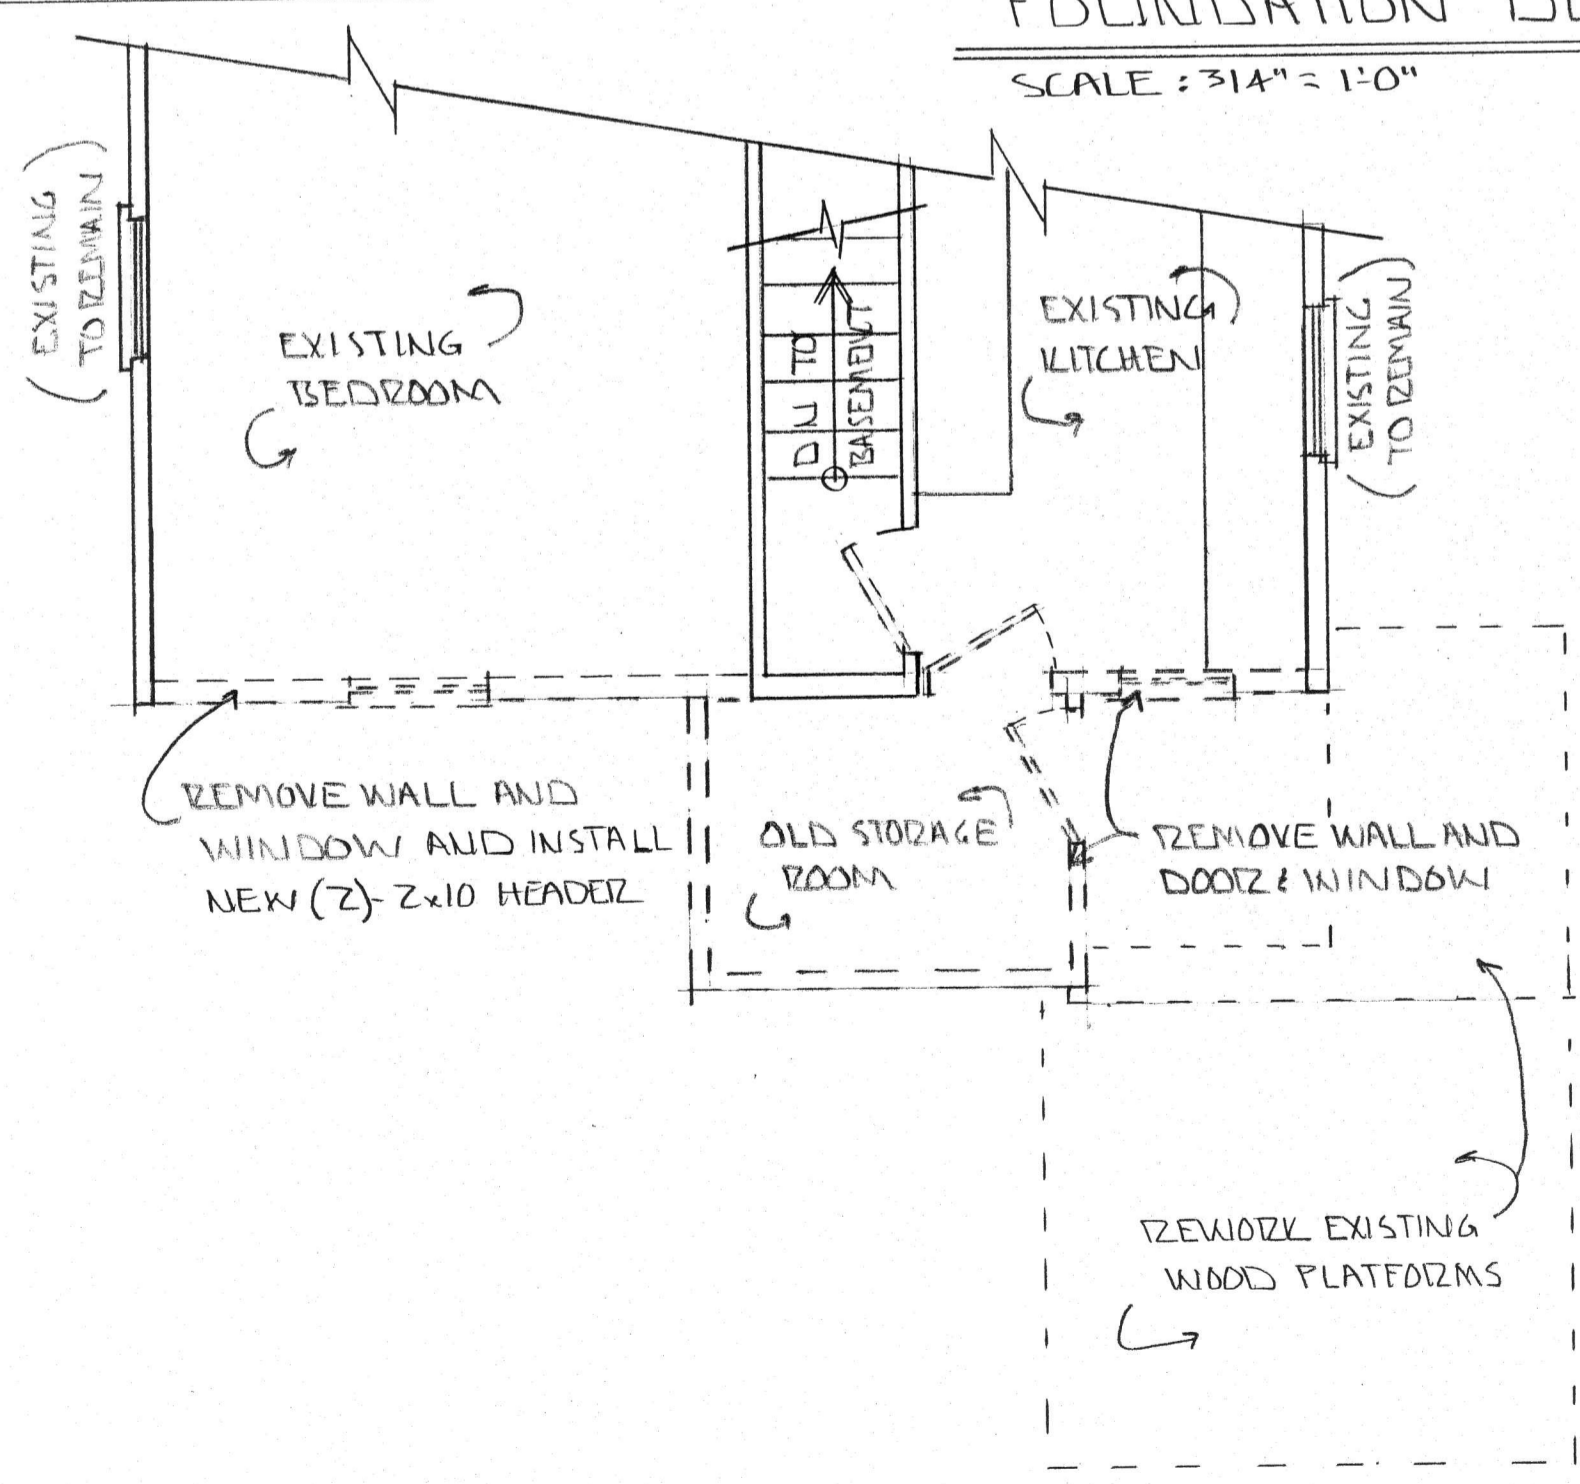 FOUNDATION
SCALE : 3/4" = 1'-0"
(EXISTING
TO REMAIN)
EXISTING
BEDROOM
DN TO
BASEMENT
EXISTING
KITCHEN
(EXISTING
TO REMAIN)
REMOVE WALL AND
WINDOW AND INSTALL
NEW (2)- 2x10 HEADER
OLD STORAGE
ROOM
REMOVE WALL AND
DOOR & WINDOW
REWORK EXISTING
WOOD PLATFORMS